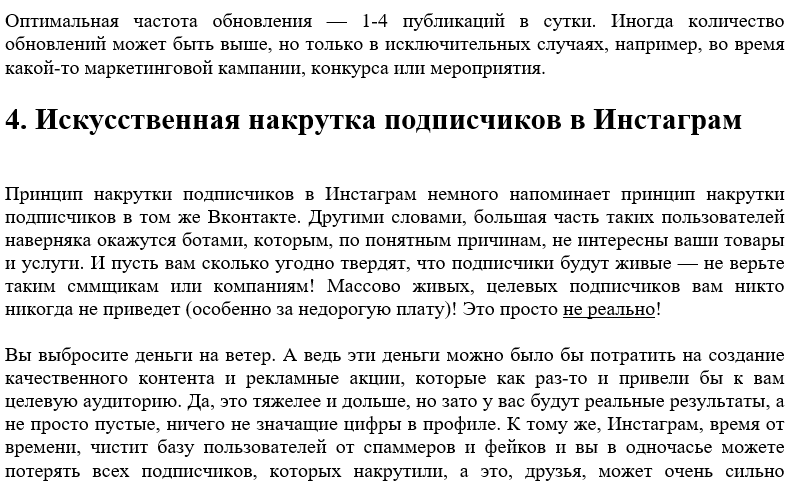 Оптимальная частота обновления — 1-4 публикаций в сутки. Иногда количество
обновлений может быть выше, но только в исключительных случаях, например, во время
какой-то маркетинговой кампании, конкурса или мероприятия.
4. Искусственная накрутка подписчиков в Инстаграм
Принцип накрутки подписчиков в Инстаграм немного напоминает принцип накрутки
подписчиков в том же Вконтакте. Другими словами, большая часть таких пользователей
наверняка окажутся ботами, которым, по понятным причинам, не интересны ваши товары
и услуги. И пусть вам сколько угодно твердят, что подписчики будут живые — не верьте
таким сммщикам или компаниям! Массово живых, целевых подписчиков вам никто
никогда не приведет (особенно за недорогую плату)! Это просто не реально!
Вы выбросите деньги на ветер. А ведь эти деньги можно было бы потратить на создание
качественного контента и рекламные акции, которые как раз-то и привели бы к вам
целевую аудиторию. Да, это тяжелее и дольше, но зато у вас будут реальные результаты, а
не просто пустые, ничего не значащие цифры в профиле. К тому же, Инстаграм, время от
времени, чистит базу пользователей от спаммеров и фейков и вы в одночасье можете
потерять всех подписчиков, которых накрутили, а это, друзья, может очень сильно